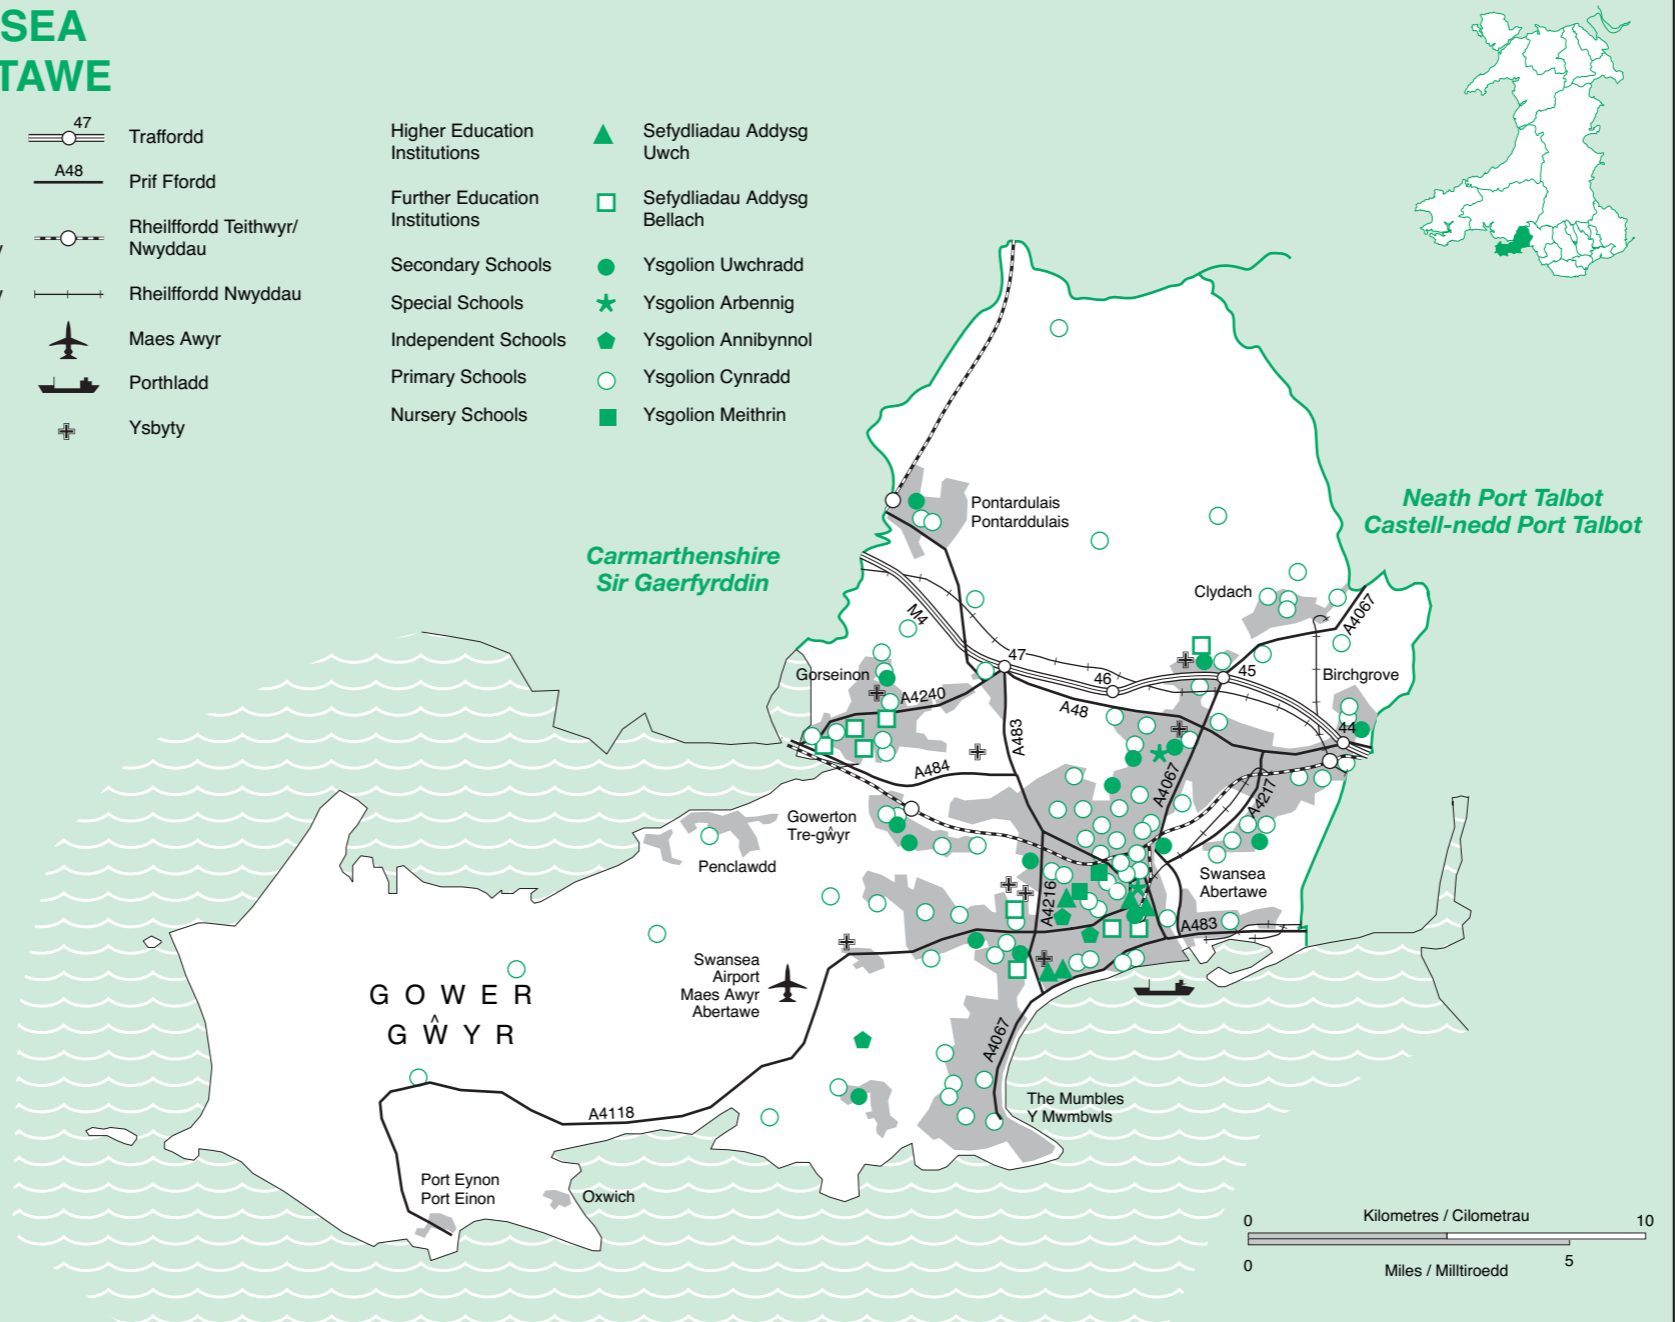 SEA
TAWE
47
Traffordd
A48
Prif Ffordd
Rheilffordd Teithwyr/
Nwyddau
Rheilffordd Nwyddau
Maes Awyr
Porthladd
Ysbyty
Higher Education
Institutions
Sefydliadau Addysg
Uwch
Further Education
Institutions
Sefydliadau Addysg
Bellach
Secondary Schools
Ysgolion Uwchradd
Special Schools
Ysgolion Arbennig
Independent Schools
Ysgolion Annibynnol
Primary Schools
Ysgolion Cynradd
Nursery Schools
Ysgolion Meithrin
Neath Port Talbot
Castell-nedd Port Talbot
Carmarthenshire
Sir Gaerfyrddin
Pontardulais
Pontarddulais
Clydach
A4067
M4
47
46
45
44
Gorseinon
Birchgrove
A4240
A48
A483
A484
A4067
A4217
Gowerton
Tre-gŵyr
Penclawdd
Swansea
Abertawe
A4216
A483
Swansea
Airport
Maes Awyr
Abertawe
GOWER
GŴYR
A4067
The Mumbles
Y Mwmbwls
A4118
Port Eynon
Port Einon
Oxwich
0
Kilometres / Cilometrau
10
0
Miles / Milltiroedd
5